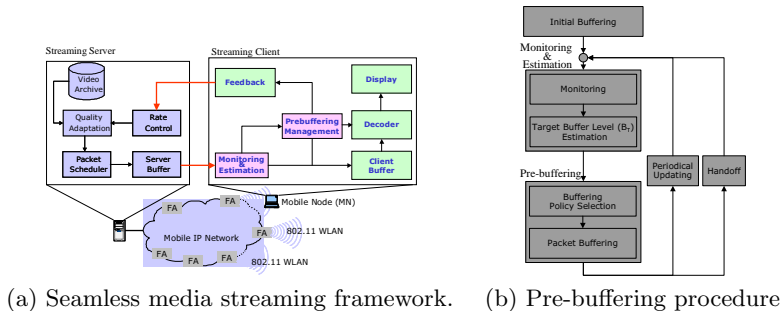 Streaming Server
Streaming Client
Video
Archive
Quality
Adaptation
Rate
Control
Packet
Scheduler
Server
Buffer
Feedback
Display
Prebuffering
Management
Decoder
Monitoring
&
Estimation
Client
Buffer
Mobile Node (MN)
FA
FA
FA
FA
FA
FA
Mobile IP Network
802.11 WLAN
802.11 WLAN
(a) Seamless media streaming framework.
Initial Buffering
Monitoring
&
Estimation
Monitoring
Target Buffer Level (B_T)
Estimation
Pre-buffering
Buffering
Policy Selection
Packet Buffering
Periodical
Updating
Handoff
(b) Pre-buffering procedure